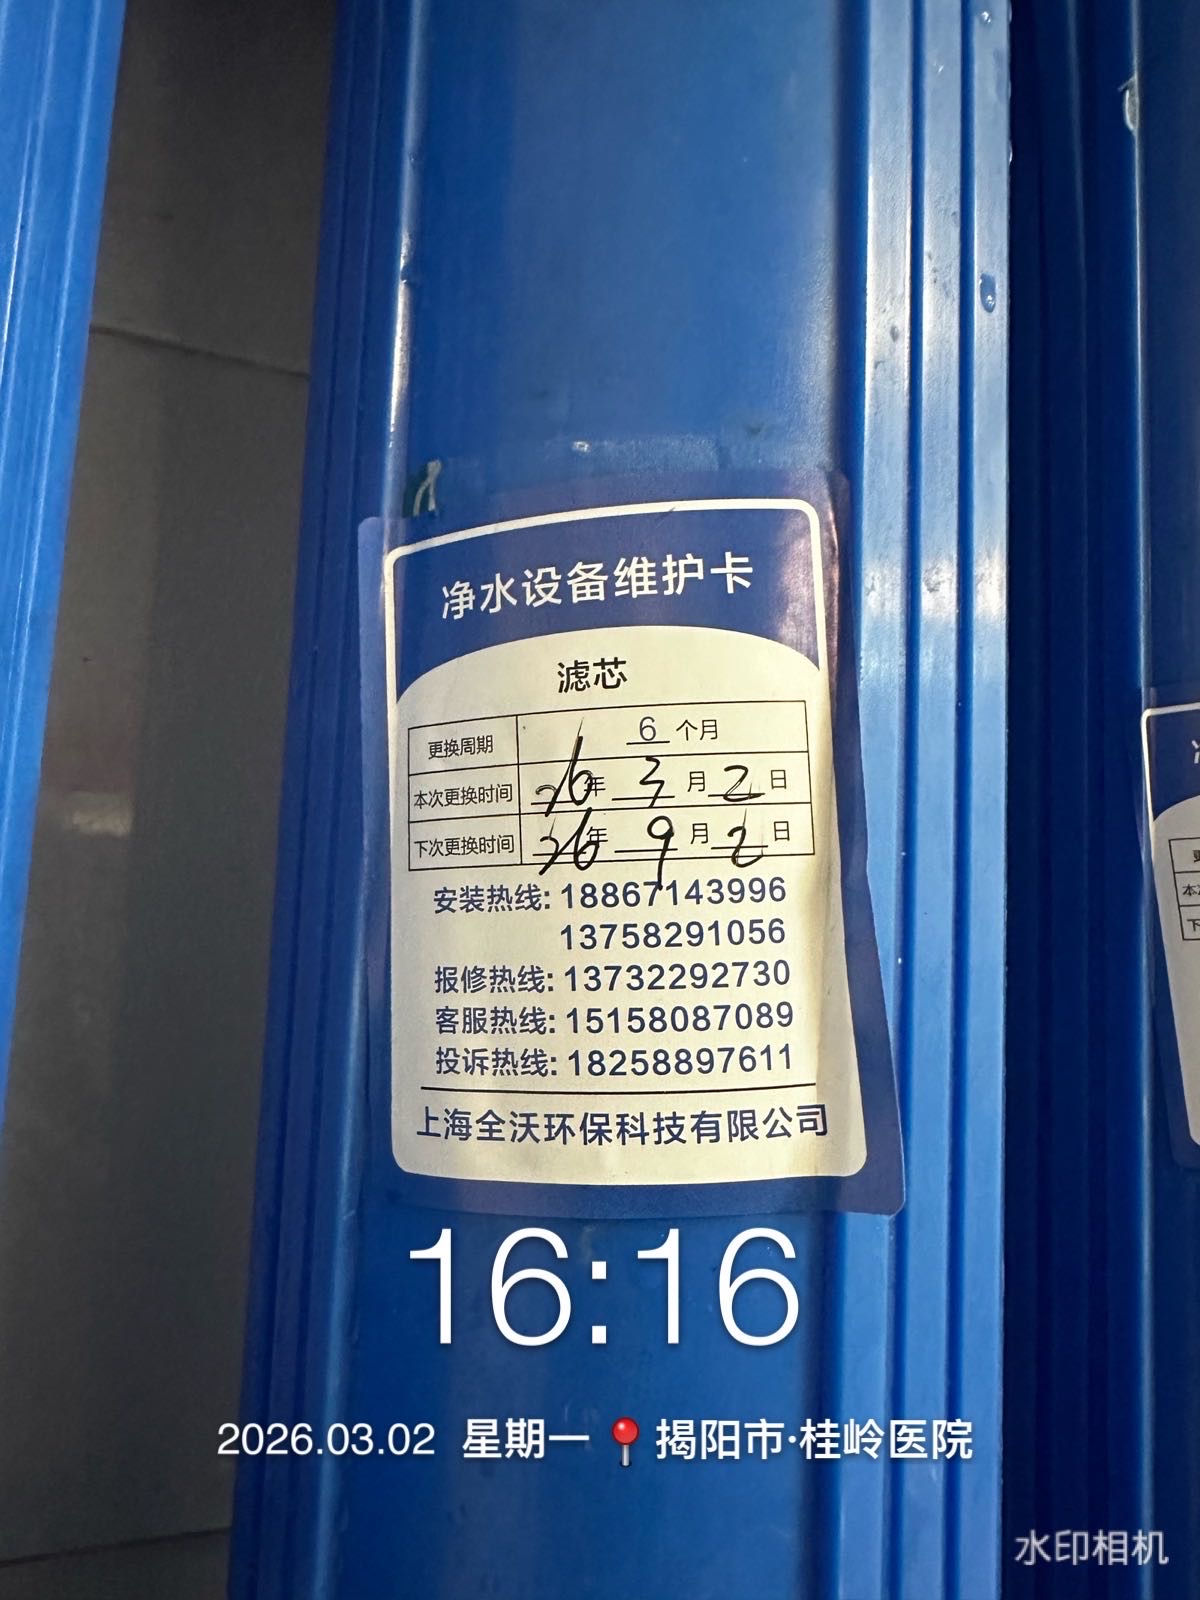 净水设备维护卡
滤芯
更换周期 6 个月
本次更换时间 26年 3月 2日
下次更换时间 26年 9月 2日
安装热线: 18867143996
13758291056
报修热线: 13732292730
客服热线: 15158087089
投诉热线: 18258897611
上海全沃环保科技有限公司
16:16
2026.03.02 星期一 📍 揭阳市·桂岭医院
水印相机